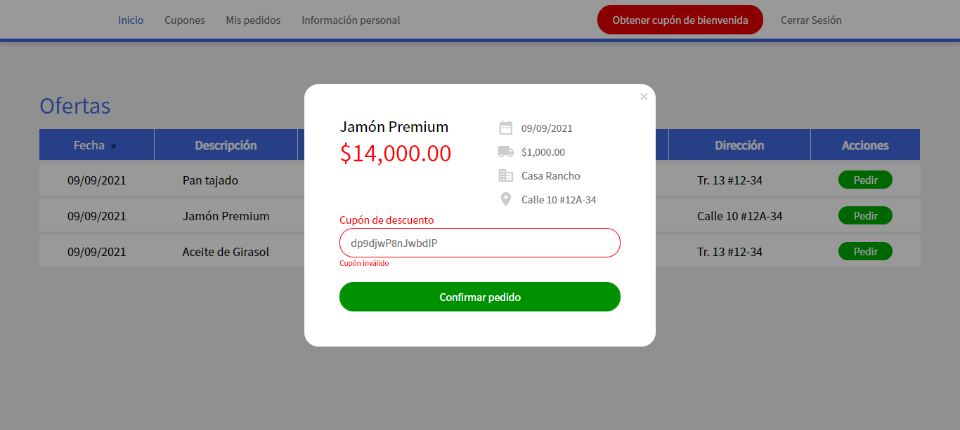 Inicio Cupones Mis pedidos Información personal Obtener cupón de bienvenida Cerrar Sesión
Ofertas
Fecha ▼ Descripción Dirección Acciones
09/09/2021 Pan tajado Tr. 13 #12-34 Pedir
09/09/2021 Jamón Premium Calle 10 #12A-34 Pedir
09/09/2021 Aceite de Girasol Tr. 13 #12-34 Pedir
×
Jamón Premium
$14,000.00
09/09/2021
$1,000.00
Casa Rancho
Calle 10 #12A-34
Cupón de descuento
dp9djwP8nJwbdIP
Cupón inválido
Confirmar pedido